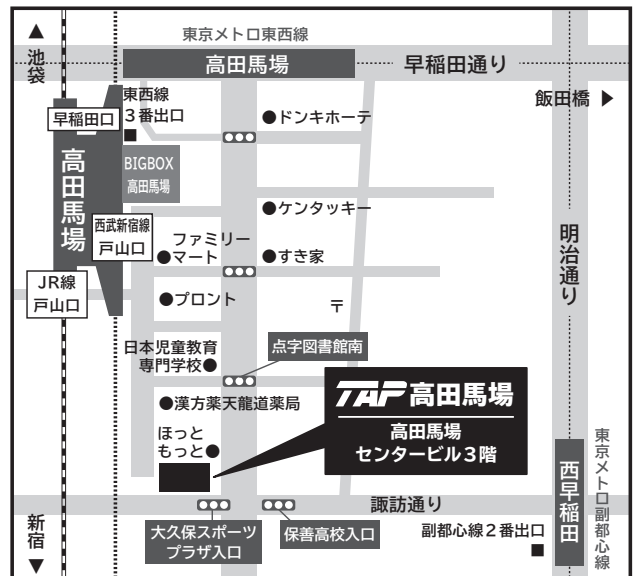 ▲
池袋
東京メトロ東西線
高田馬場
早稲田通り
飯田橋 ▶
早稲田口
東西線
3番出口
■
●ドンキホーテ
BIGBOX
高田馬場
高田馬場
西武新宿線
戸山口
●ケンタッキー
ファミリー
●マート
●すき家
明治通り
JR線
戸山口
●プロント
〒
日本児童教育
専門学校●
点字図書館南
●漢方薬天龍道薬局
TAP高田馬場
高田馬場
センタービル3階
ほっと
もっと●
諏訪通り
西早稲田
東京メトロ副都心線
大久保スポーツ
プラザ入口
保善高校入口
副都心線2番出口
■
新宿
▼